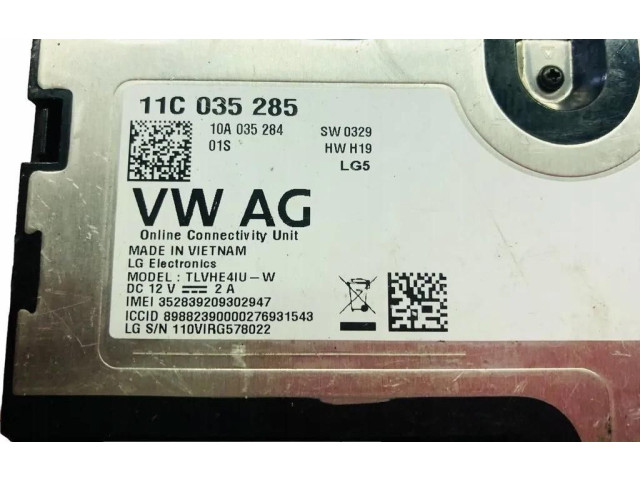 11C 035 285
10A 035 284 SW 0329
01S HW H19
LG5
VW AG
Online Connectivity Unit
MADE IN VIETNAM
LG Electronics
MODEL : TLVHE4IU-W
DC 12 V ⎓ 2 A
IMEI 352839209302947
ICCID 89882390000276931543
LG S/N 110VIRG578022